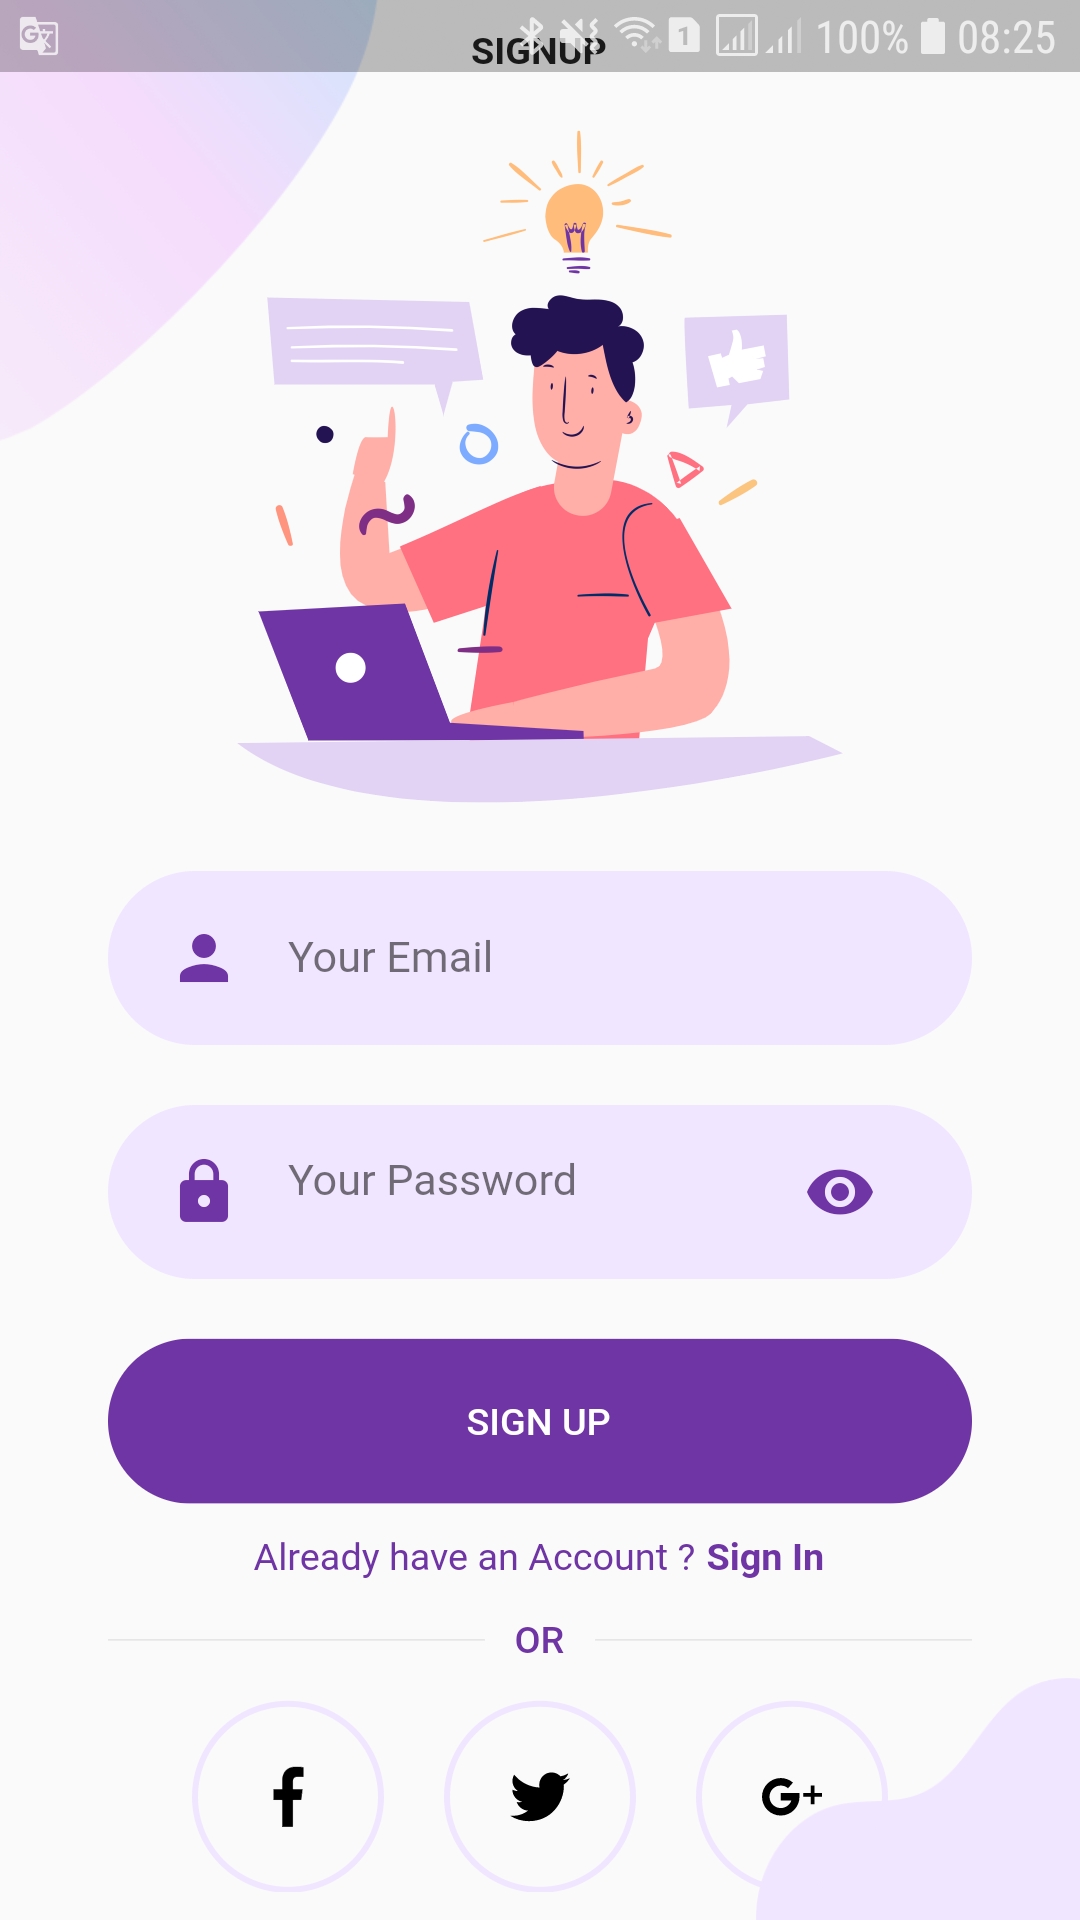 1 100% 08:25
SIGNUP
Your Email
Your Password
SIGN UP
Already have an Account ? Sign In
OR
G+